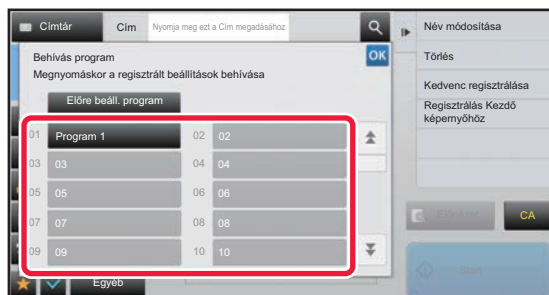 Címtár
Cím
Nyomja meg ezt a Cím megadásához
Behívás program
OK
Megnyomáskor a regisztrált beállítások behívása
Előre beáll. program
01 Program 1 02 02
03 03 04 04
05 05 06 06
07 07 08 08
09 09 10 10
Egyéb
Név módosítása
Törlés
Kedvenc regisztrálása
Regisztrálás Kezdő
képernyőhöz
Előnézet
CA
Start